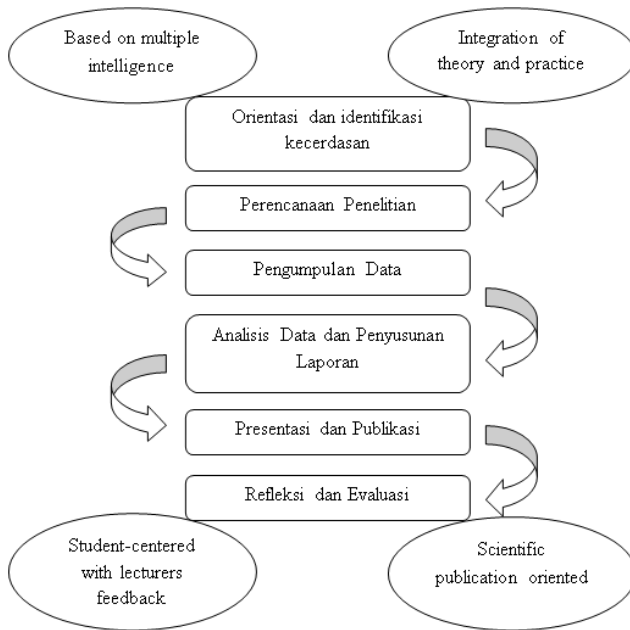 Based on multiple
intelligence
Integration of
theory and practice
Orientasi dan identifikasi
kecerdasan
Perencanaan Penelitian
Pengumpulan Data
Analisis Data dan Penyusunan
Laporan
Presentasi dan Publikasi
Refleksi dan Evaluasi
Student-centered
with lecturers
feedback
Scientific
publication oriented